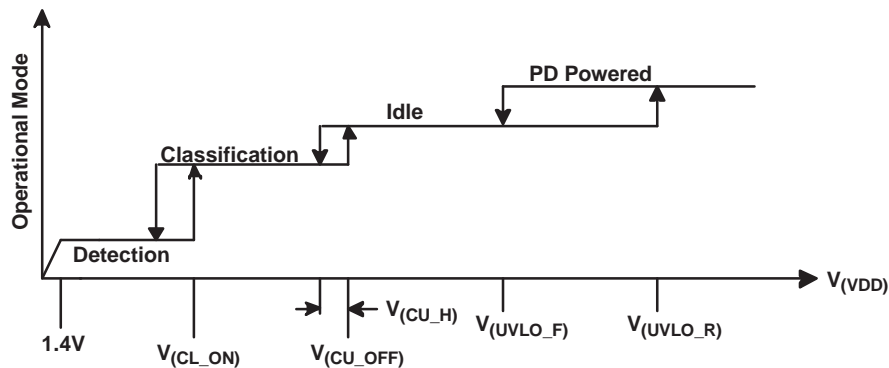 Operational Mode
PD Powered
Idle
Classification
Detection
V(VDD)
1.4V
V(CL_ON)
V(CU_H)
V(CU_OFF)
V(UVLO_F)
V(UVLO_R)